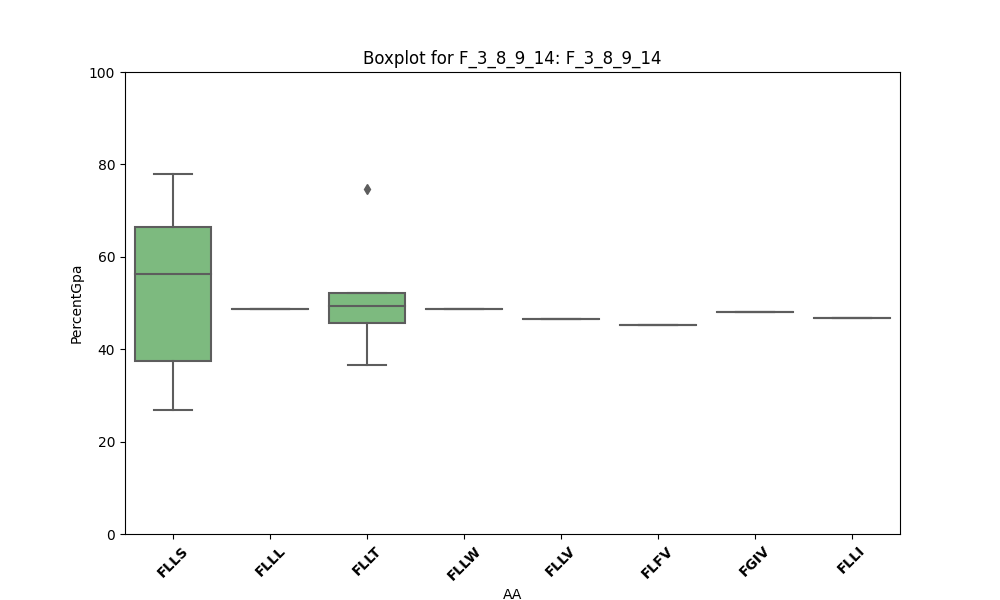 Boxplot for F_3_8_9_14: F_3_8_9_14
100
80
60
40
20
0
PercentGpa
FLLS
FLLL
FLLT
FLLW
FLLV
FLFV
FGIV
FLLI
AA